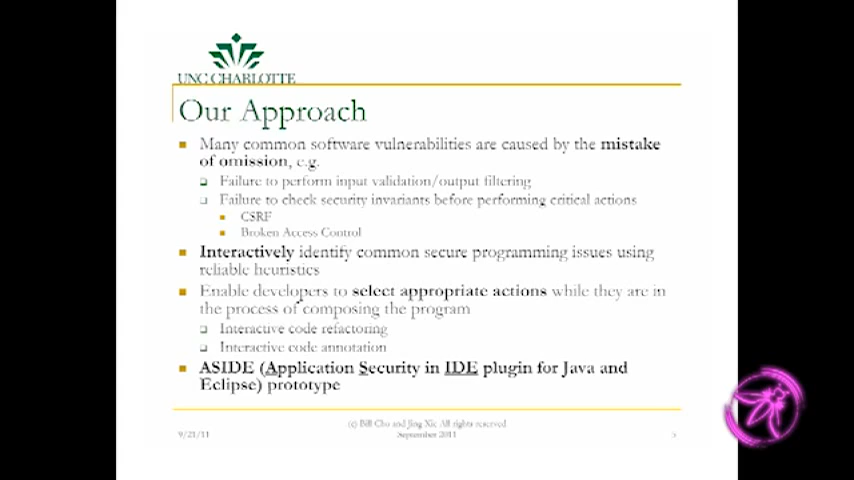 UNC CHARLOTTE
Our Approach
Many common software vulnerabilities are caused by the mistake
of omission, e.g.
Failure to perform input validation/output filtering
Failure to check security invariants before performing critical actions
CSRF
Broken Access Control
Interactively identify common secure programming issues using
reliable heuristics
Enable developers to select appropriate actions while they are in
the process of composing the program
Interactive code refactoring
Interactive code annotation
ASIDE (Application Security in IDE plugin for Java and
Eclipse) prototype
(c) Bill Chu and Jing Xie All rights reserved
9/21/11 September 2011 5